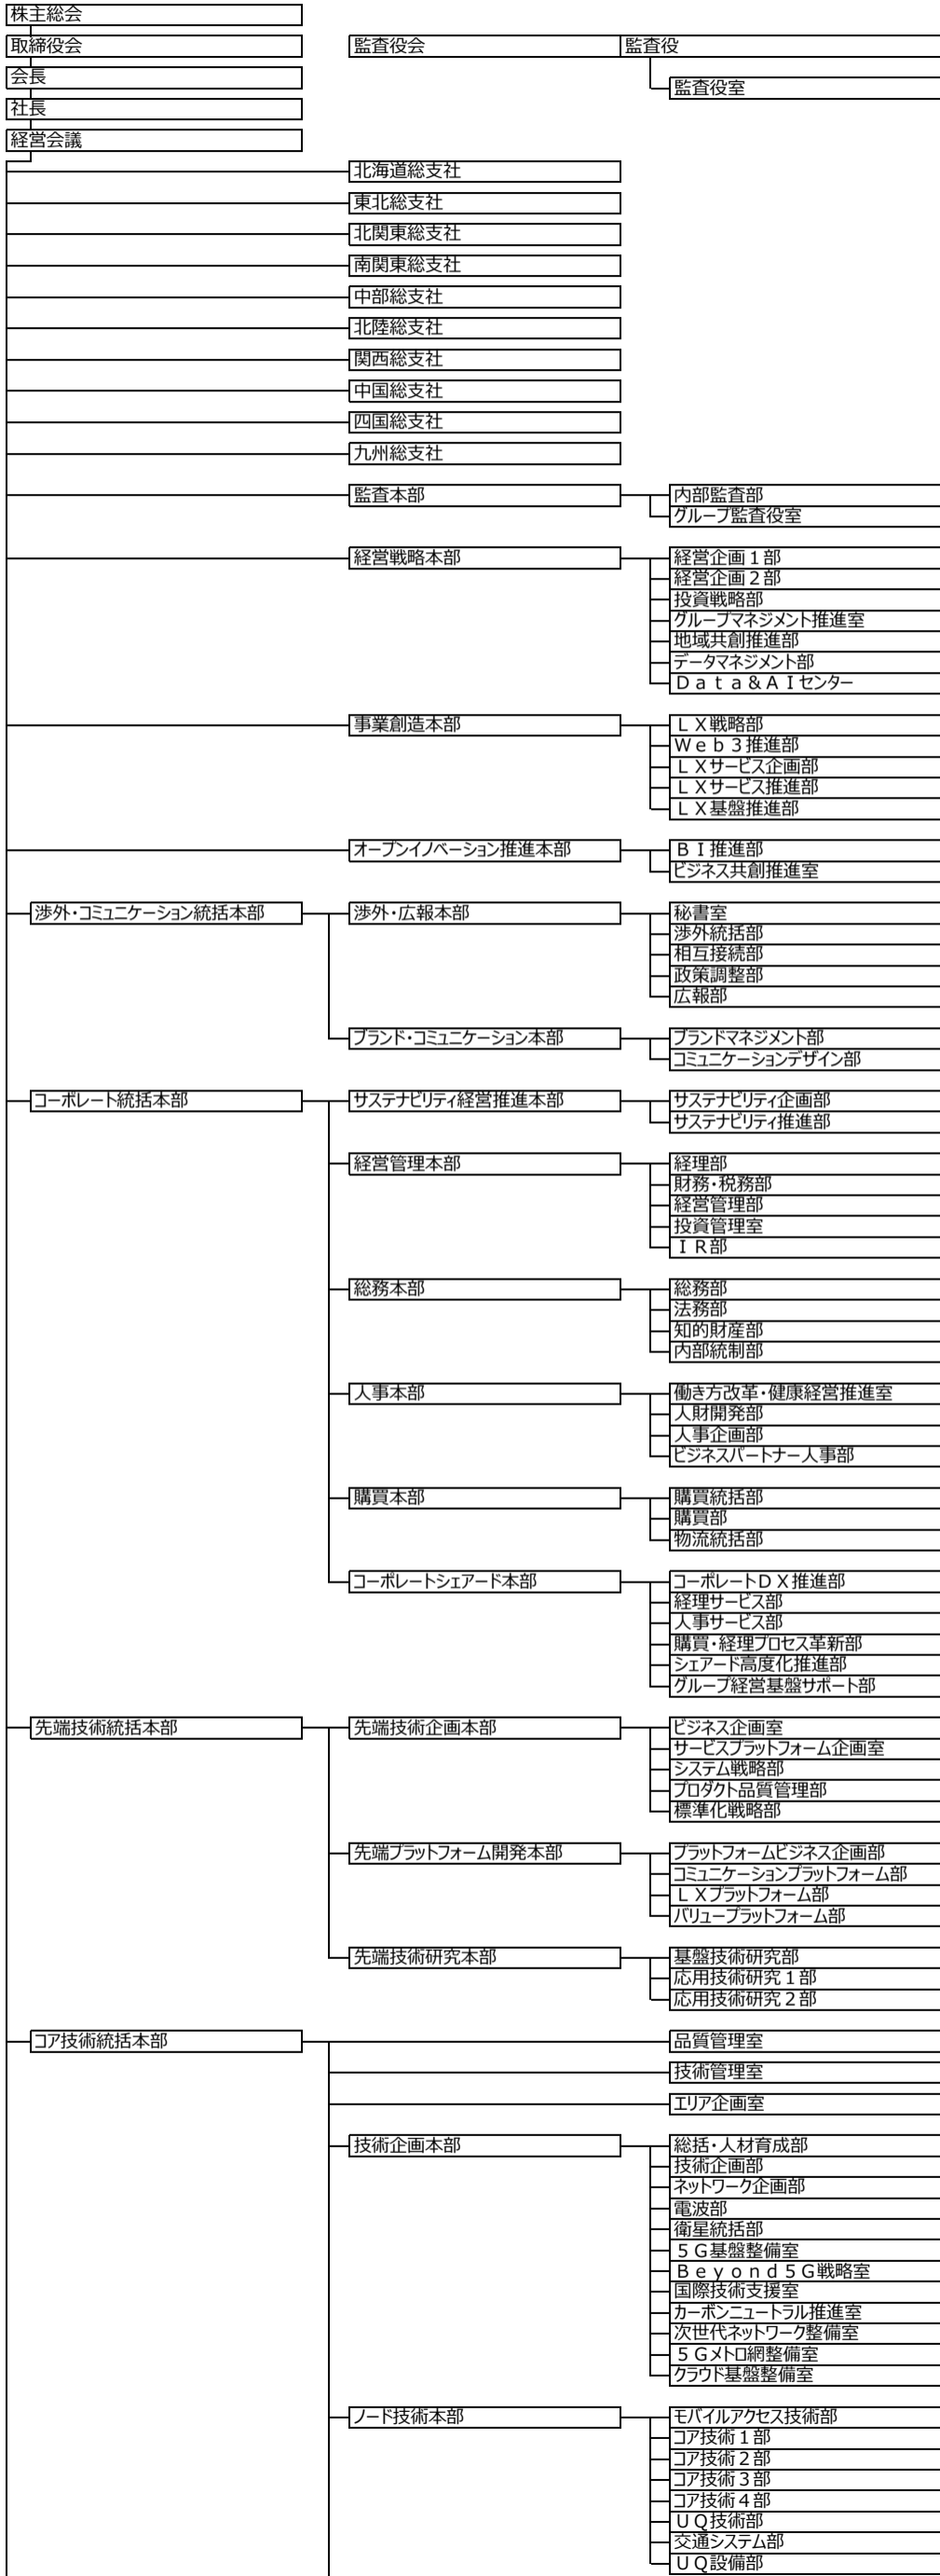 株主総会
取締役会
監査役会
監査役
会長
監査役室
社長
経営会議
北海道総支社
東北総支社
北関東総支社
南関東総支社
中部総支社
北陸総支社
関西総支社
中国総支社
四国総支社
九州総支社
監査本部
内部監査部
グループ監査役室
経営戦略本部
経営企画１部
経営企画２部
投資戦略部
グループマネジメント推進室
地域共創推進部
データマネジメント部
Ｄａｔａ＆ＡＩセンター
事業創造本部
ＬＸ戦略部
Ｗｅｂ３推進部
ＬＸサービス企画部
ＬＸサービス推進部
ＬＸ基盤推進部
オープンイノベーション推進本部
ＢＩ推進部
ビジネス共創推進室
渉外・コミュニケーション統括本部
渉外・広報本部
秘書室
渉外統括部
相互接続部
政策調整部
広報部
ブランド・コミュニケーション本部
ブランドマネジメント部
コミュニケーションデザイン部
コーポレート統括本部
サステナビリティ経営推進本部
サステナビリティ企画部
サステナビリティ推進部
経営管理本部
経理部
財務・税務部
経営管理部
投資管理室
ＩＲ部
総務本部
総務部
法務部
知的財産部
内部統制部
人事本部
働き方改革・健康経営推進室
人財開発部
人事企画部
ビジネスパートナー人事部
購買本部
購買統括部
購買部
物流統括部
コーポレートシェアード本部
コーポレートＤＸ推進部
経理サービス部
人事サービス部
購買・経理プロセス革新部
シェアード高度化推進部
グループ経営基盤サポート部
先端技術統括本部
先端技術企画本部
ビジネス企画室
サービスプラットフォーム企画室
システム戦略部
プロダクト品質管理部
標準化戦略部
先端プラットフォーム開発本部
プラットフォームビジネス企画部
コミュニケーションプラットフォーム部
ＬＸプラットフォーム部
バリュープラットフォーム部
先端技術研究本部
基盤技術研究部
応用技術研究１部
応用技術研究２部
コア技術統括本部
品質管理室
技術管理室
エリア企画室
技術企画本部
総括・人材育成部
技術企画部
ネットワーク企画部
電波部
衛星統括部
５Ｇ基盤整備室
Ｂｅｙｏｎｄ５Ｇ戦略室
国際技術支援室
カーボンニュートラル推進室
次世代ネットワーク整備室
５Ｇメトロ網整備室
クラウド基盤整備室
ノード技術本部
モバイルアクセス技術部
コア技術１部
コア技術２部
コア技術３部
コア技術４部
ＵＱ技術部
交通システム部
ＵＱ設備部